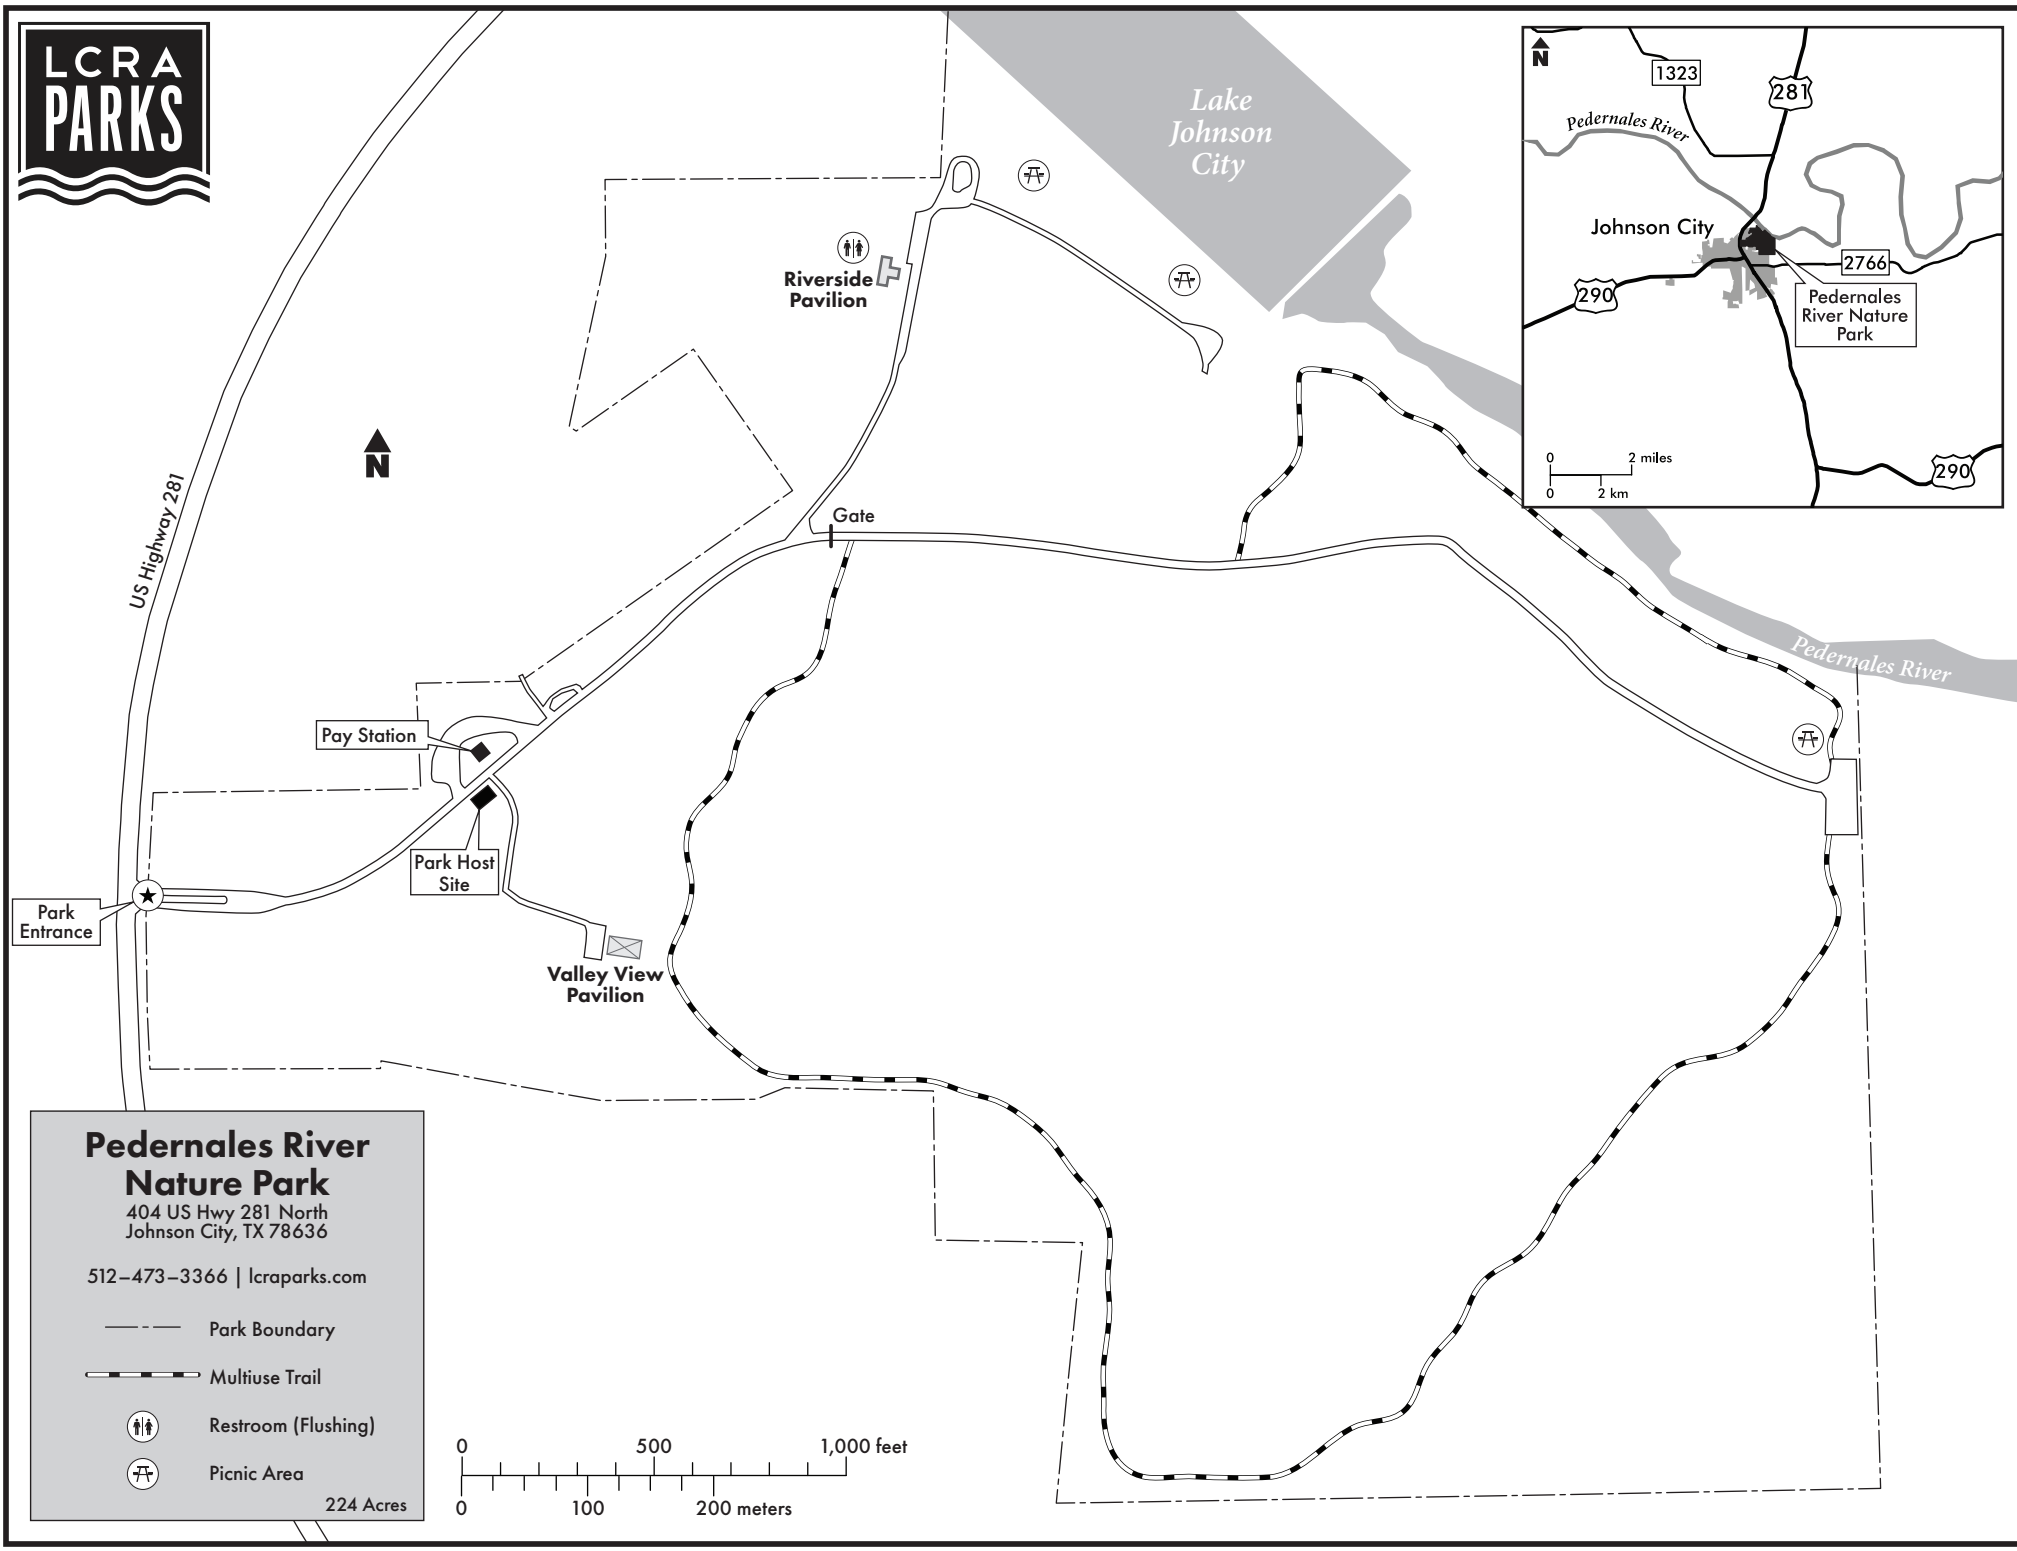 LCRA
PARKS
Lake
Johnson
City
N
1323
281
Pedernales River
Johnson City
2766
290
Pedernales
River Nature
Park
290
0
2 miles
0
2 km
Riverside
Pavilion
N
US Highway 281
Gate
Pedernales River
Pay Station
Park Host
Site
Park
Entrance
Valley View
Pavilion
Pedernales River
Nature Park
404 US Hwy 281 North
Johnson City, TX 78636
512–473–3366 | lcraparks.com
Park Boundary
Multiuse Trail
Restroom (Flushing)
Picnic Area
224 Acres
0 500 1,000 feet
0 100 200 meters